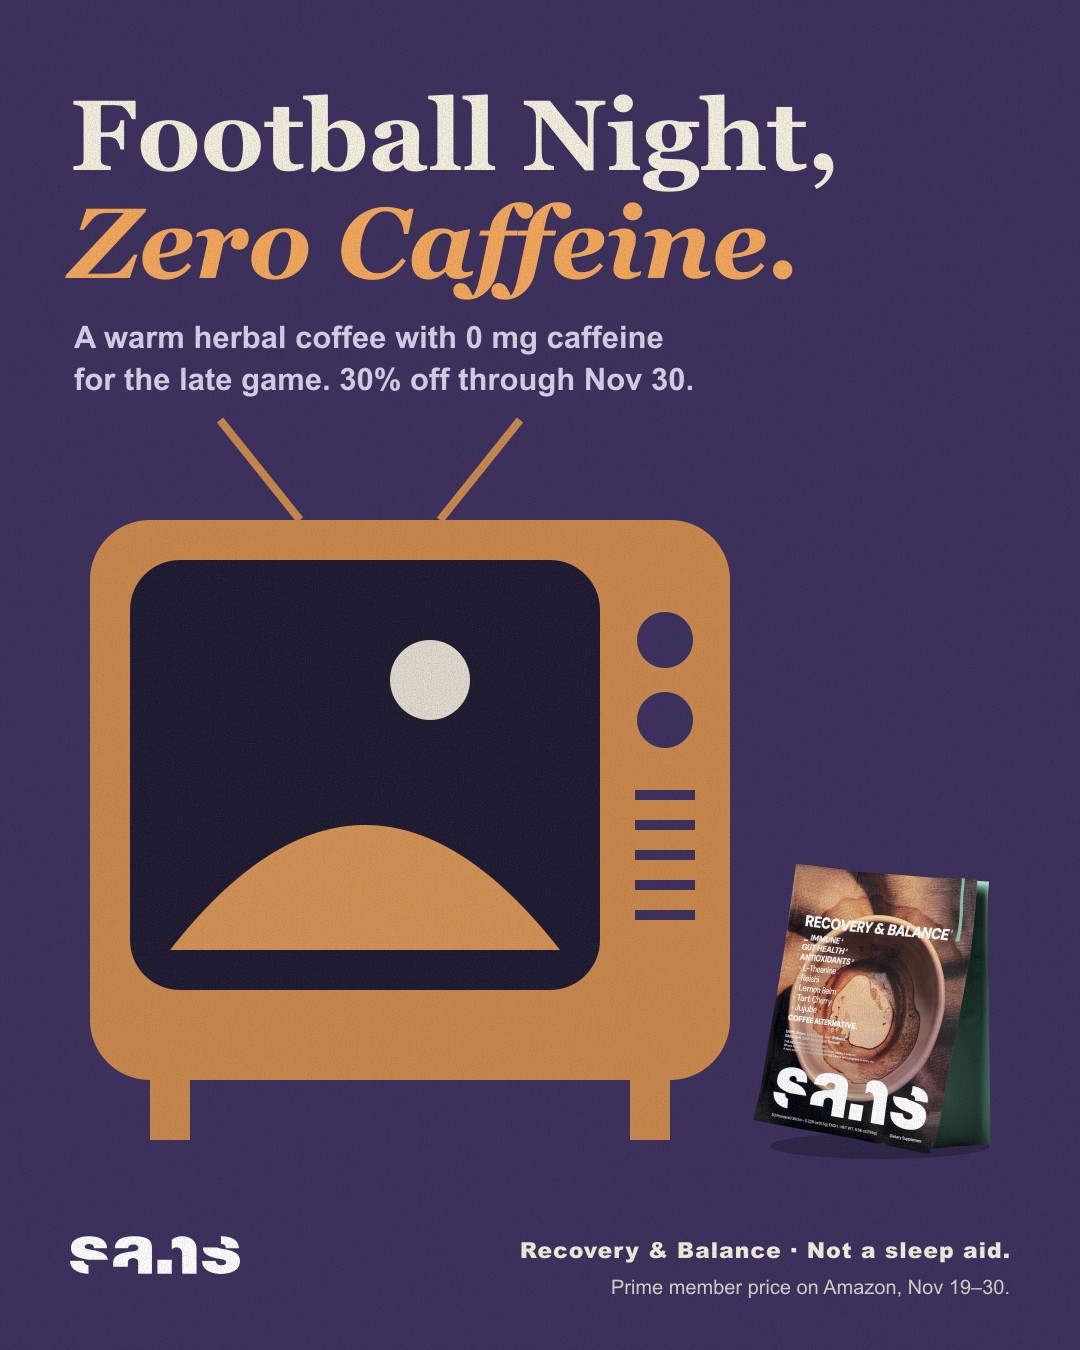 Football Night,
Zero Caffeine.
A warm herbal coffee with 0 mg caffeine
for the late game. 30% off through Nov 30.
RECOVERY & BALANCE
IMMUNE
GUT HEALTH
ANTIOXIDANTS
L-Theanine
Reishi
Lemon Balm
Tart Cherry
Jujube
COFFEE ALTERNATIVE.
sans
Dietary Supplement
sans
Recovery & Balance · Not a sleep aid.
Prime member price on Amazon, Nov 19–30.